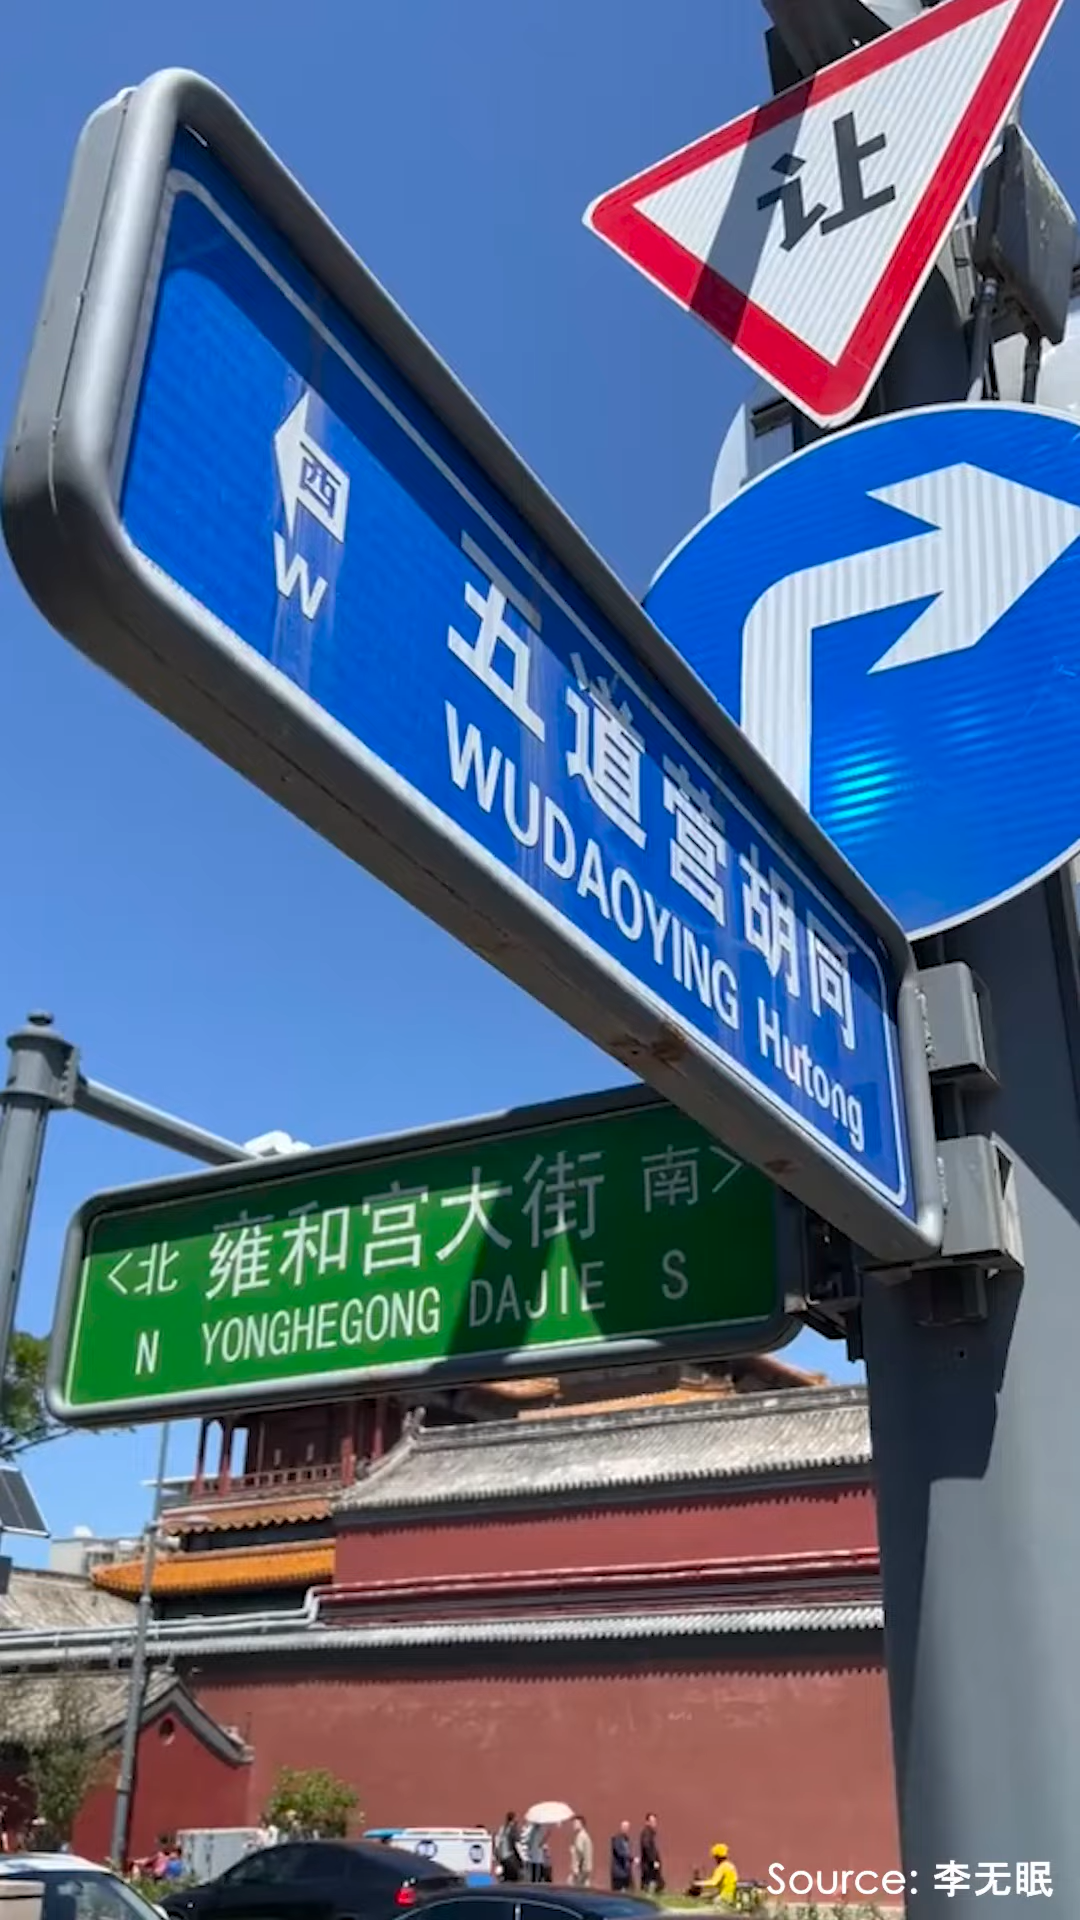 让
西
W
五道营胡同
WUDAOYING Hutong
<北 雍和宫大街 南>
N YONGHEGONG DAJIE S
Source: 李无眠